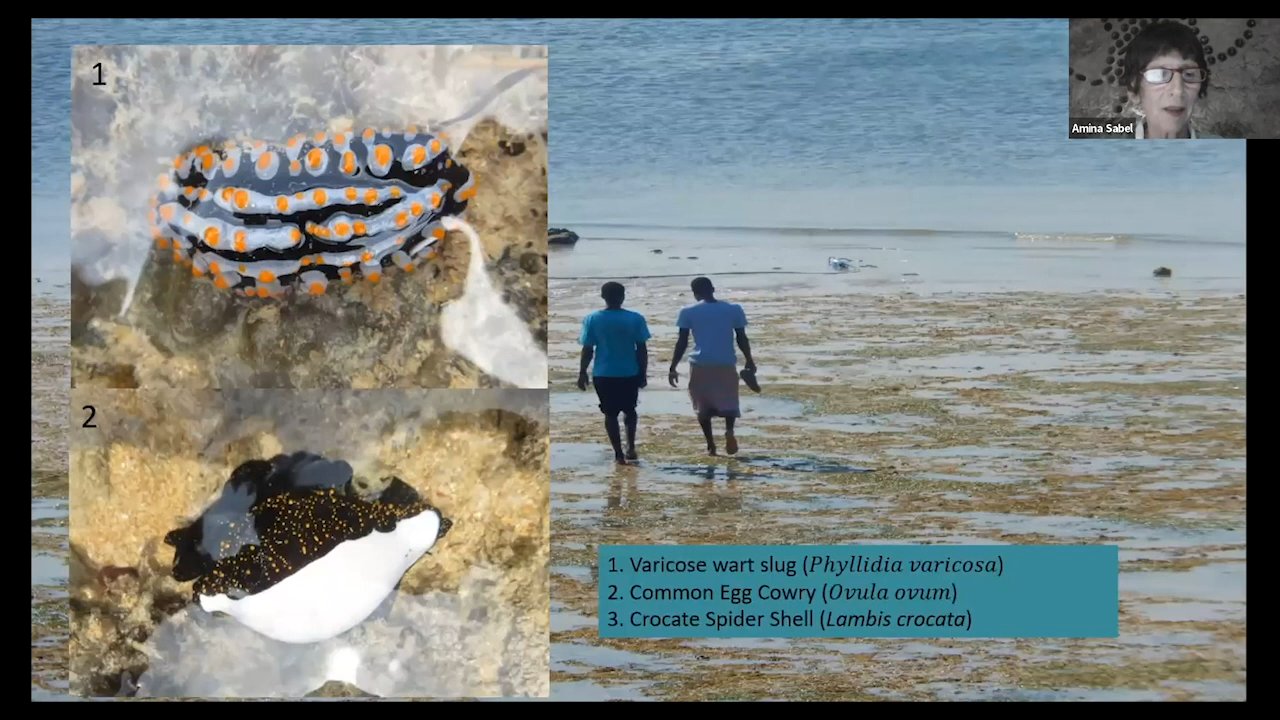 1
Amina Sabel
2
1. Varicose wart slug (Phyllidia varicosa)
2. Common Egg Cowry (Ovula ovum)
3. Crocate Spider Shell (Lambis crocata)